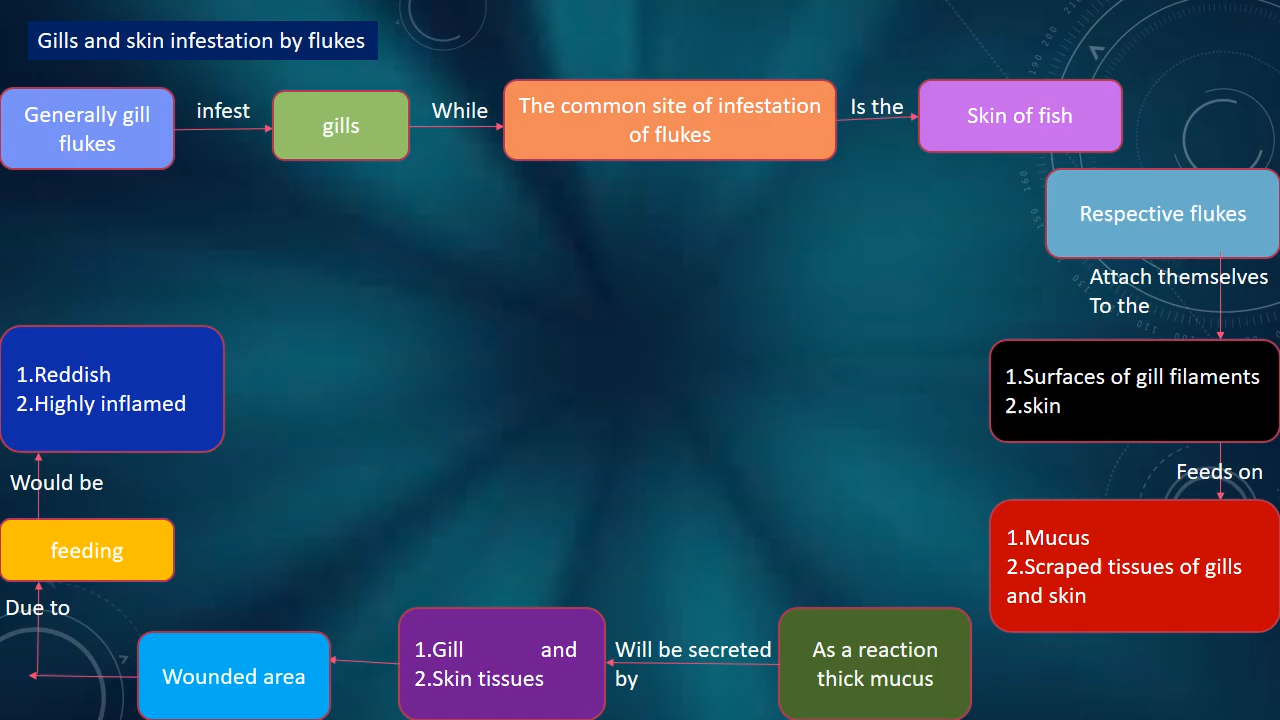 Gills and skin infestation by flukes
Generally gill
flukes
infest
gills
While
The common site of infestation
of flukes
Is the
Skin of fish
Respective flukes
Attach themselves
To the
1.Surfaces of gill filaments
2.skin
Feeds on
1.Mucus
2.Scraped tissues of gills
and skin
As a reaction
thick mucus
Will be secreted
by
1.Gill and
2.Skin tissues
Wounded area
Due to
feeding
Would be
1.Reddish
2.Highly inflamed